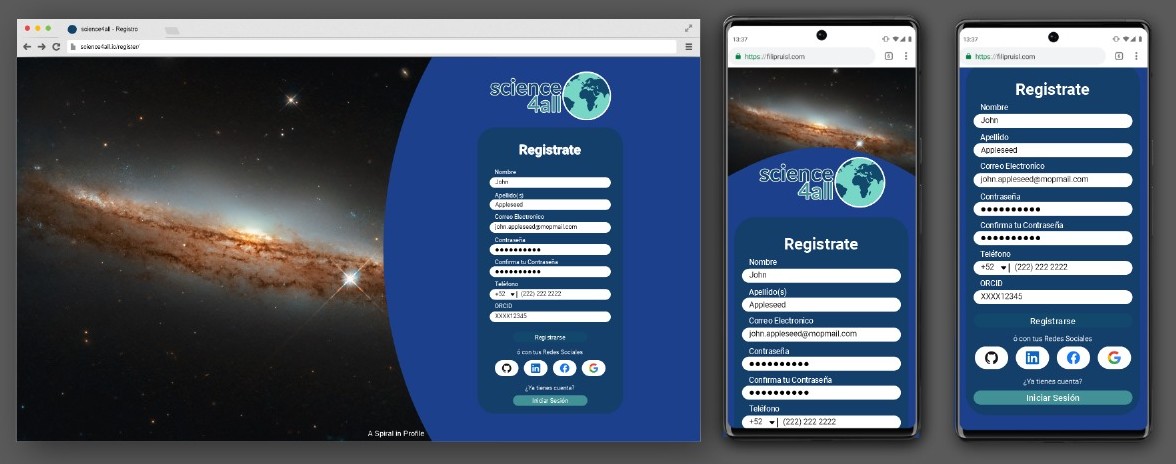 science4all - Registro
science4all.io/register/
science
4all
Registrate
Nombre
John
Apellido(s)
Appleseed
Correo Electronico
john.appleseed@mopmail.com
Contraseña
●●●●●●●●●●
Confirma tu Contraseña
●●●●●●●●●●
Teléfono
+52 ▼| (222) 222 2222
ORCID
XXXX12345
Registrarse
ó con tus Redes Sociales
in f G
¿Ya tienes cuenta?
Iniciar Sesión
A Spiral in Profile
13:37
https://filipruisl.com
6
science
4all
Registrate
Nombre
John
Apellido(s)
Appleseed
Correo Electronico
john.appleseed@mopmail.com
Contraseña
●●●●●●●●●●
Confirma tu Contraseña
●●●●●●●●●●
Teléfono
+52 ▼| (222) 222 2222
13:37
https://filipruisl.com
6
Registrate
Nombre
John
Apellido
Appleseed
Correo Electronico
john.appleseed@mopmail.com
Contraseña
●●●●●●●●●●
Confirma tu Contraseña
●●●●●●●●●●
Teléfono
+52 ▼| (222) 222 2222
ORCID
XXXX12345
Registrarse
ó con tus Redes Sociales
in f G
¿Ya tienes cuenta?
Iniciar Sesión